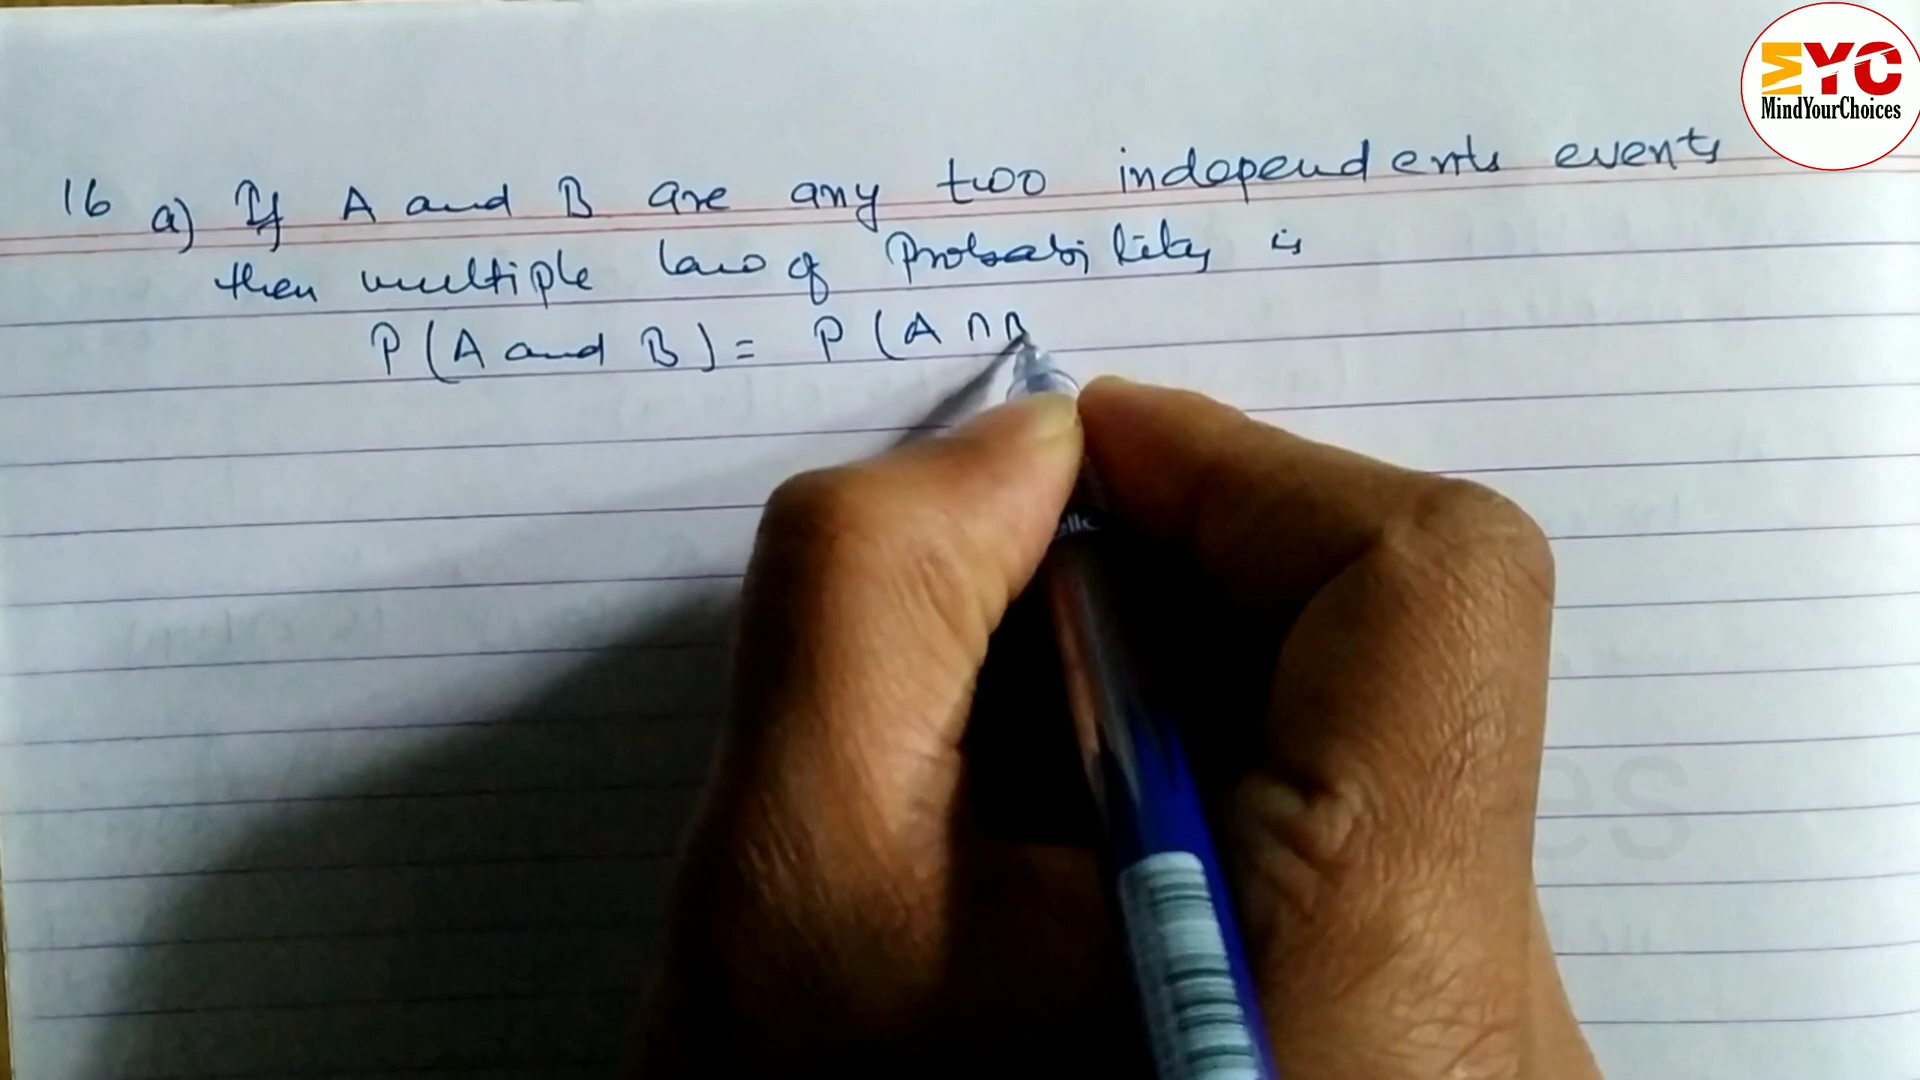 MYC
MindYourChoices
16 a) If A and B are any two independents events
then multiple law of Probability is
P (A and B) = P (A ∩ B